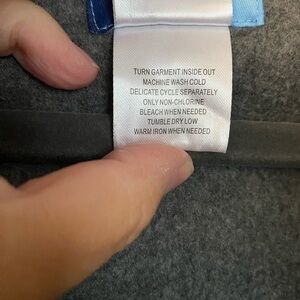 TURN GARMENT INSIDE OUT
MACHINE WASH COLD
DELICATE CYCLE SEPARATELY
ONLY NON-CHLORINE
BLEACH WHEN NEEDED
TUMBLE DRY LOW
WARM IRON WHEN NEEDED